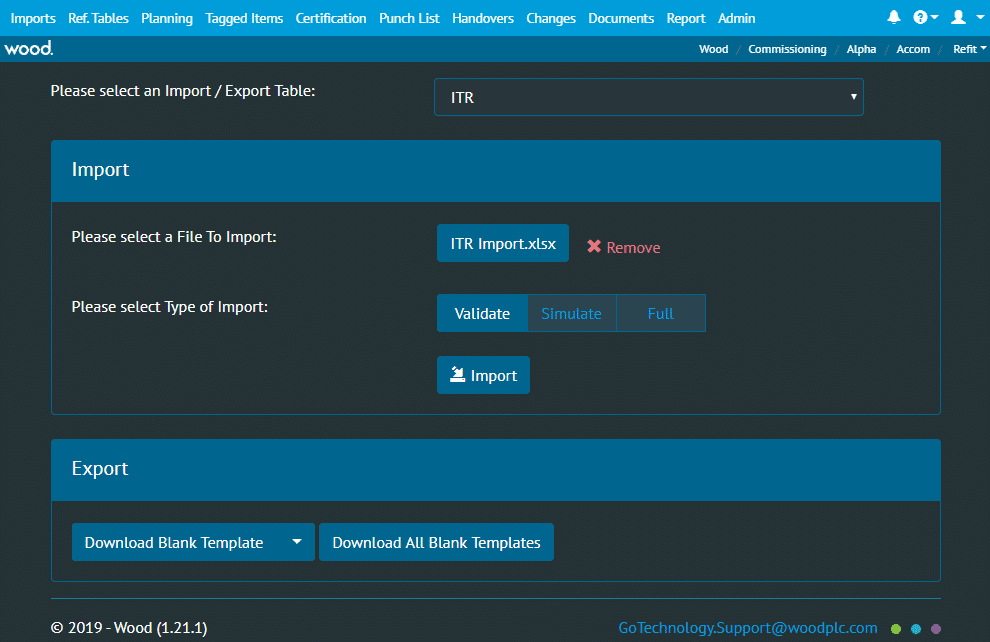 Imports Ref. Tables Planning Tagged Items Certification Punch List Handovers Changes Documents Report Admin
wood. Wood / Commissioning / Alpha / Accom / Refit
Please select an Import / Export Table: ITR
Import
Please select a File To Import: ITR Import.xlsx Remove
Please select Type of Import: Validate Simulate Full
Import
Export
Download Blank Template Download All Blank Templates
© 2019 - Wood (1.21.1) GoTechnology.Support@woodplc.com